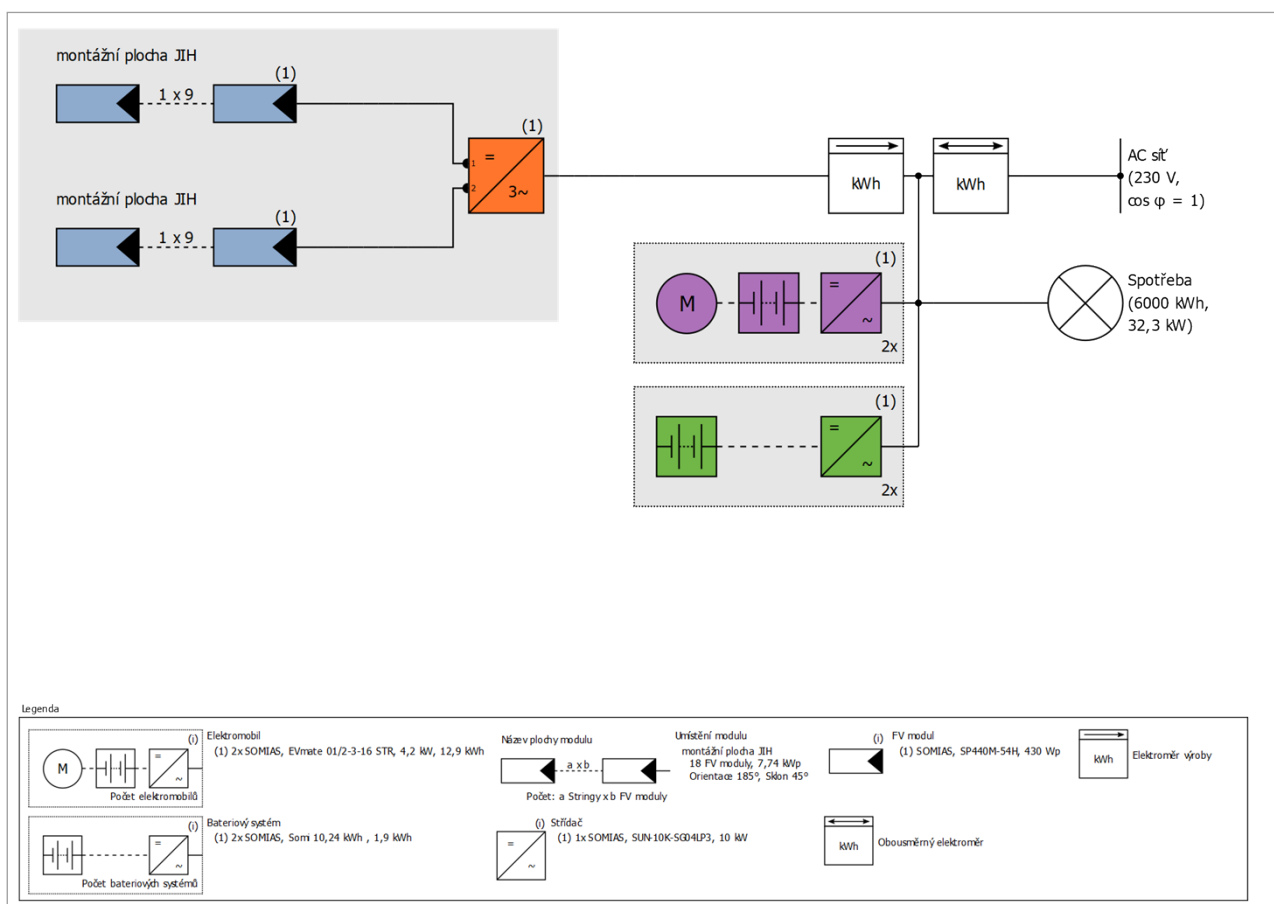 montážní plocha JIH
(1)
1 x 9
(1)
1
=
3~
2
montážní plocha JIH
(1)
1 x 9
kWh
kWh
AC síť
(230 V,
cos φ = 1)
(1)
M
=
~
2x
Spotřeba
(6000 kWh,
32,3 kW)
(1)
=
~
2x
Legenda
(i)
M
=
~
Počet elektromobilů
Elektromobil
(1) 2x SOMIAS, EVmate 01/2-3-16 STR, 4,2 kW, 12,9 kWh
(i)
=
~
Počet bateriových systémů
Bateriový systém
(1) 2x SOMIAS, Somi 10,24 kWh , 1,9 kWh
Název plochy modulu
a x b
Počet: a Stringy x b FV moduly
Umístění modulu
montážní plocha JIH
18 FV moduly, 7,74 kWp
Orientace 185°, Sklon 45°
(i) Střídač
=
~
(1) 1x SOMIAS, SUN-10K-SG04LP3, 10 kW
(i) FV modul
(1) SOMIAS, SP440M-54H, 430 Wp
kWh
Obousměrný elektroměr
kWh
Elektroměr výroby